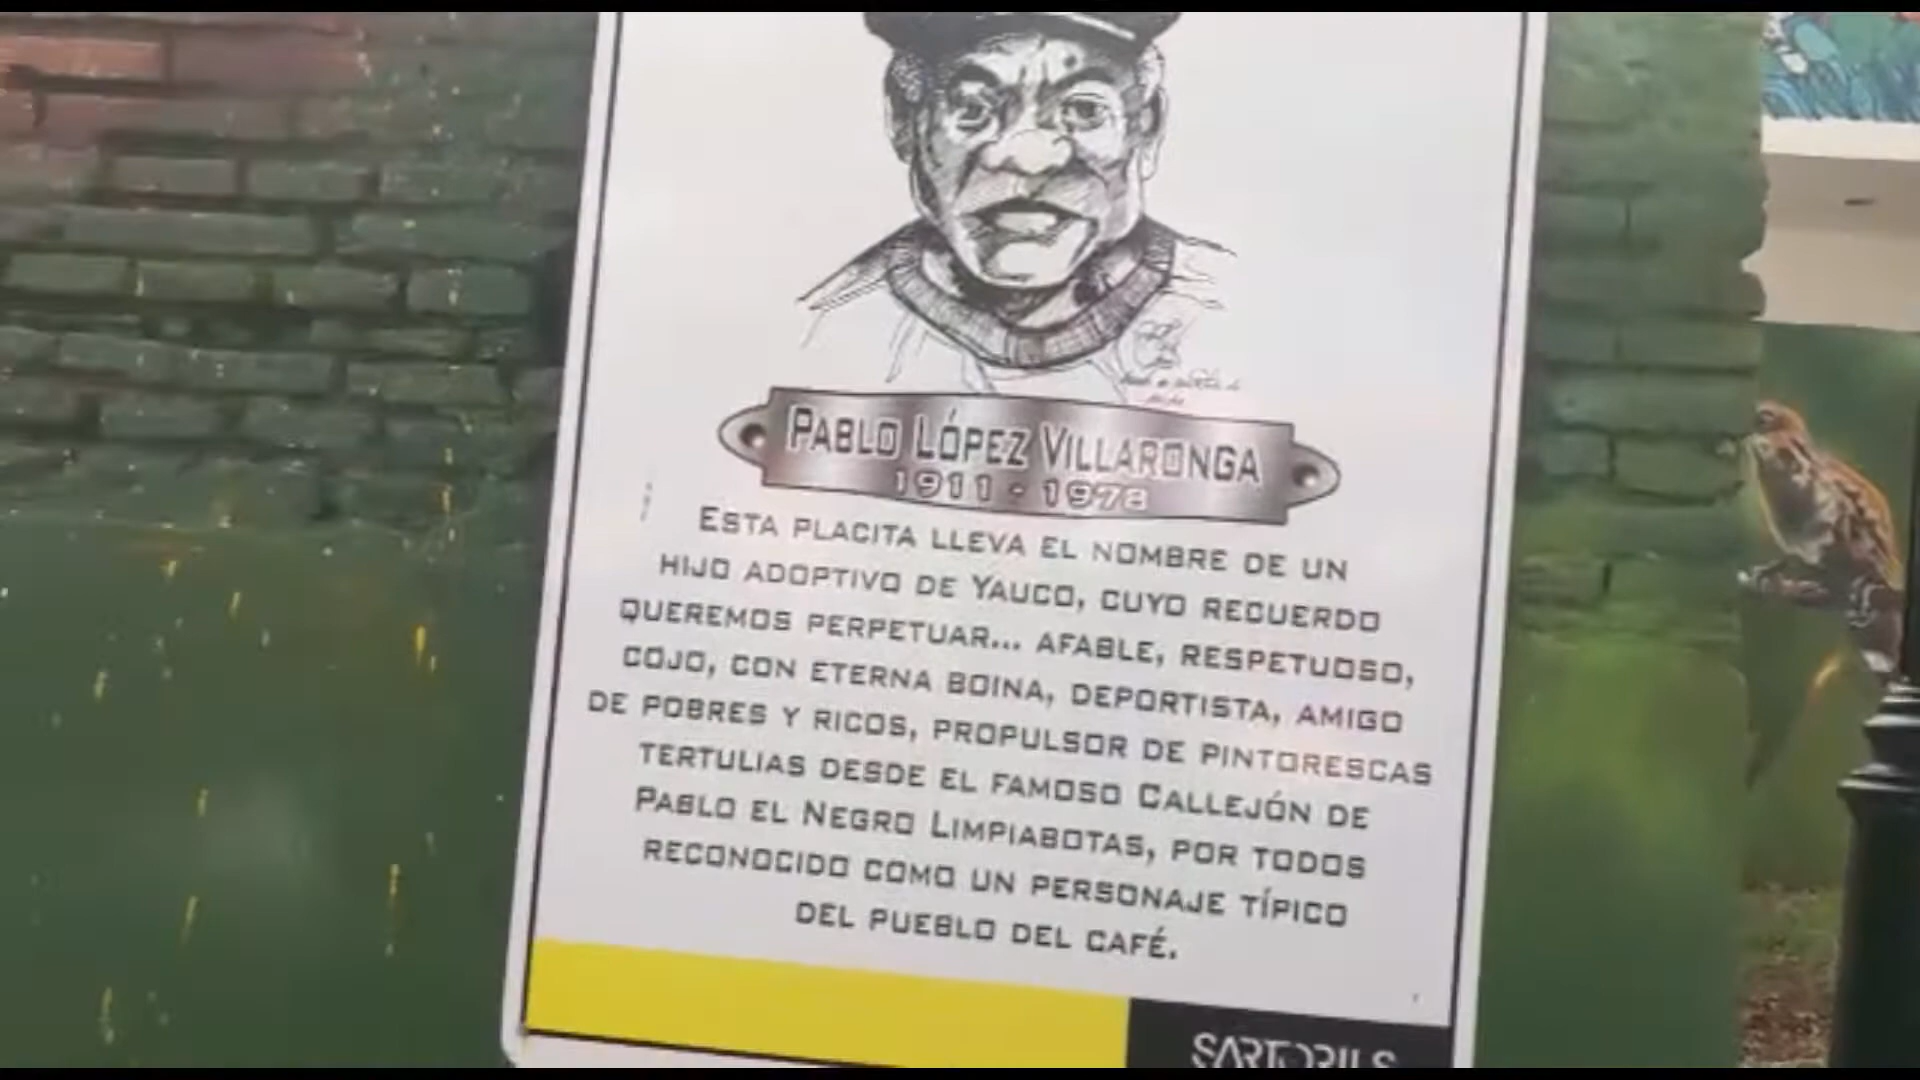 PABLO LÓPEZ VILLARONGA
1911 - 1978
ESTA PLACITA LLEVA EL NOMBRE DE UN
HIJO ADOPTIVO DE YAUCO, CUYO RECUERDO
QUEREMOS PERPETUAR... AFABLE, RESPETUOSO,
COJO, CON ETERNA BOINA, DEPORTISTA, AMIGO
DE POBRES Y RICOS, PROPULSOR DE PINTORESCAS
TERTULIAS DESDE EL FAMOSO CALLEJÓN DE
PABLO EL NEGRO LIMPIABOTAS, POR TODOS
RECONOCIDO COMO UN PERSONAJE TÍPICO
DEL PUEBLO DEL CAFÉ.